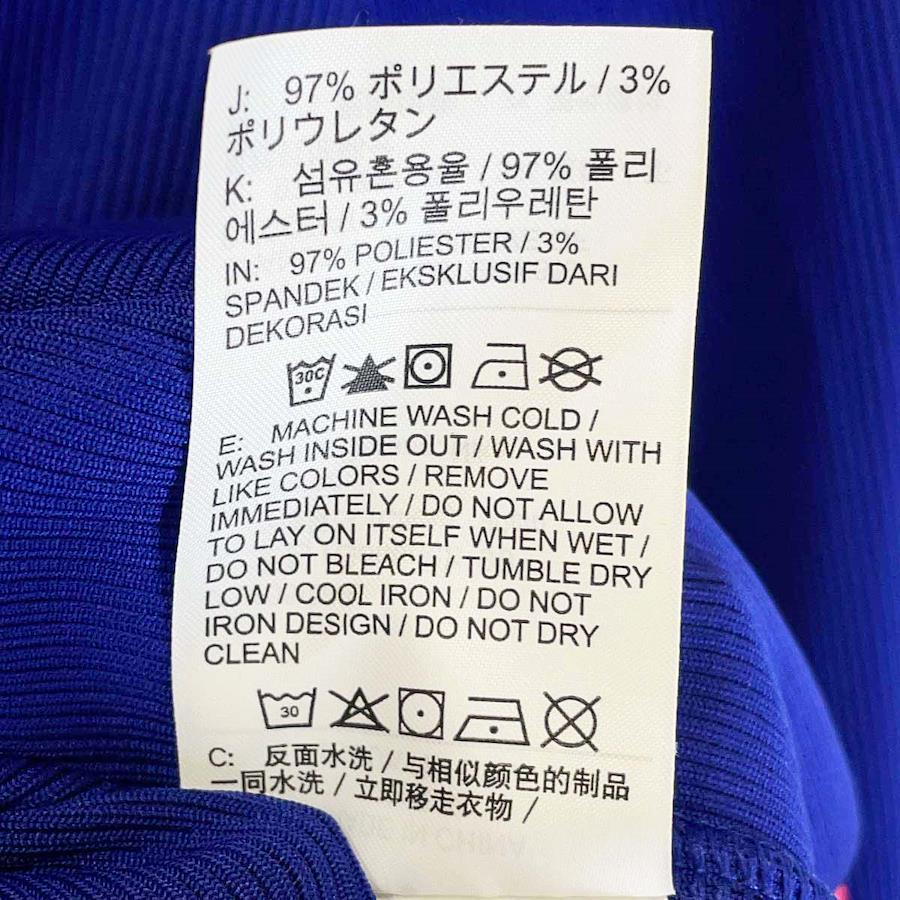 J: 97% ポリエステル / 3%
ポリウレタン
K: 섬유혼용율 / 97% 폴리
에스터 / 3% 폴리우레탄
IN: 97% POLIESTER / 3%
SPANDEK / EKSKLUSIF DARI
DEKORASI
30C
E: MACHINE WASH COLD /
WASH INSIDE OUT / WASH WITH
LIKE COLORS / REMOVE
IMMEDIATELY / DO NOT ALLOW
TO LAY ON ITSELF WHEN WET /
DO NOT BLEACH / TUMBLE DRY
LOW / COOL IRON / DO NOT
IRON DESIGN / DO NOT DRY
CLEAN
30
C: 反面水洗 / 与相似颜色的制品
一同水洗 / 立即移走衣物 /